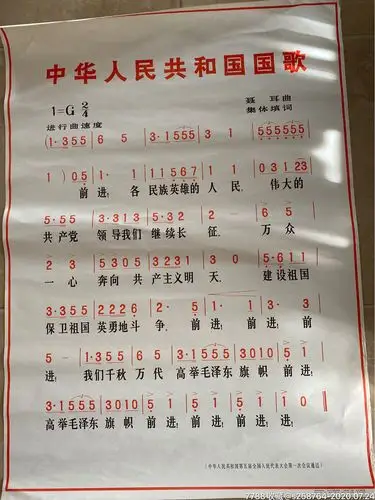 中华人民共和国国歌
1=G 2/4
聂 耳曲
进行曲速度
集体填词
(1·355 | 6 5 | 3·1555 | 3 1 | 555555 |
1 ) 05 | 1· 1 | 1·1567 | 1 1 | 03123 |
前进! 各 民族英雄的 人 民, 伟大的
5·55 | 3·313 | 5·32 | 2 - | 6 5 |
共产党 领导我们 继续长 征, 万众
2 3 | 5305 | 3231 | 3 0 | 5·611 |
一心 奔向 共产主义明 天, 建设祖国
3·355 | 2226 | 2· 5 | 1· 1 | 3· 3 |
保卫祖国 英勇地斗 争, 前进! 前进! 前
5 - | 1·355 | 6 5 | 3·1555 | 3010 | 5 1 |
进! 我们千秋 万代 高举毛泽东 旗帜 前进!
3·1555 | 3010 | 5 1 | 5 1 | 5 1 | 1 0 |
高举毛泽东 旗帜 前进! 前进! 前进! 进!
(中华人民共和国第五届全国人民代表大会第一次会议通过)